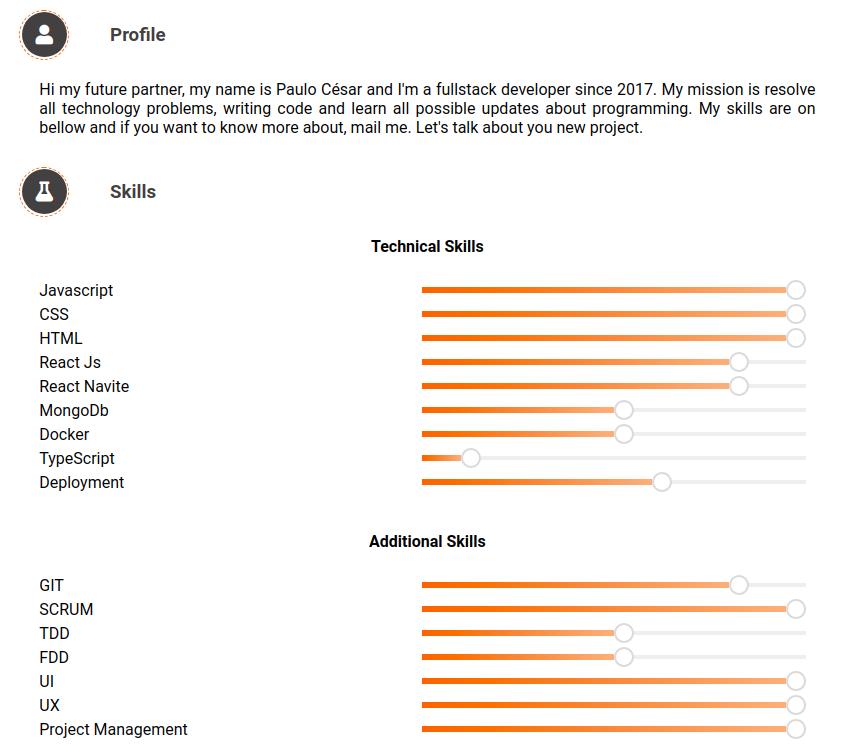 Profile
Hi my future partner, my name is Paulo César and I'm a fullstack developer since 2017. My mission is resolve
all technology problems, writing code and learn all possible updates about programming. My skills are on
bellow and if you want to know more about, mail me. Let's talk about you new project.
Skills
Technical Skills
Javascript
CSS
HTML
React Js
React Navite
MongoDb
Docker
TypeScript
Deployment
Additional Skills
GIT
SCRUM
TDD
FDD
UI
UX
Project Management